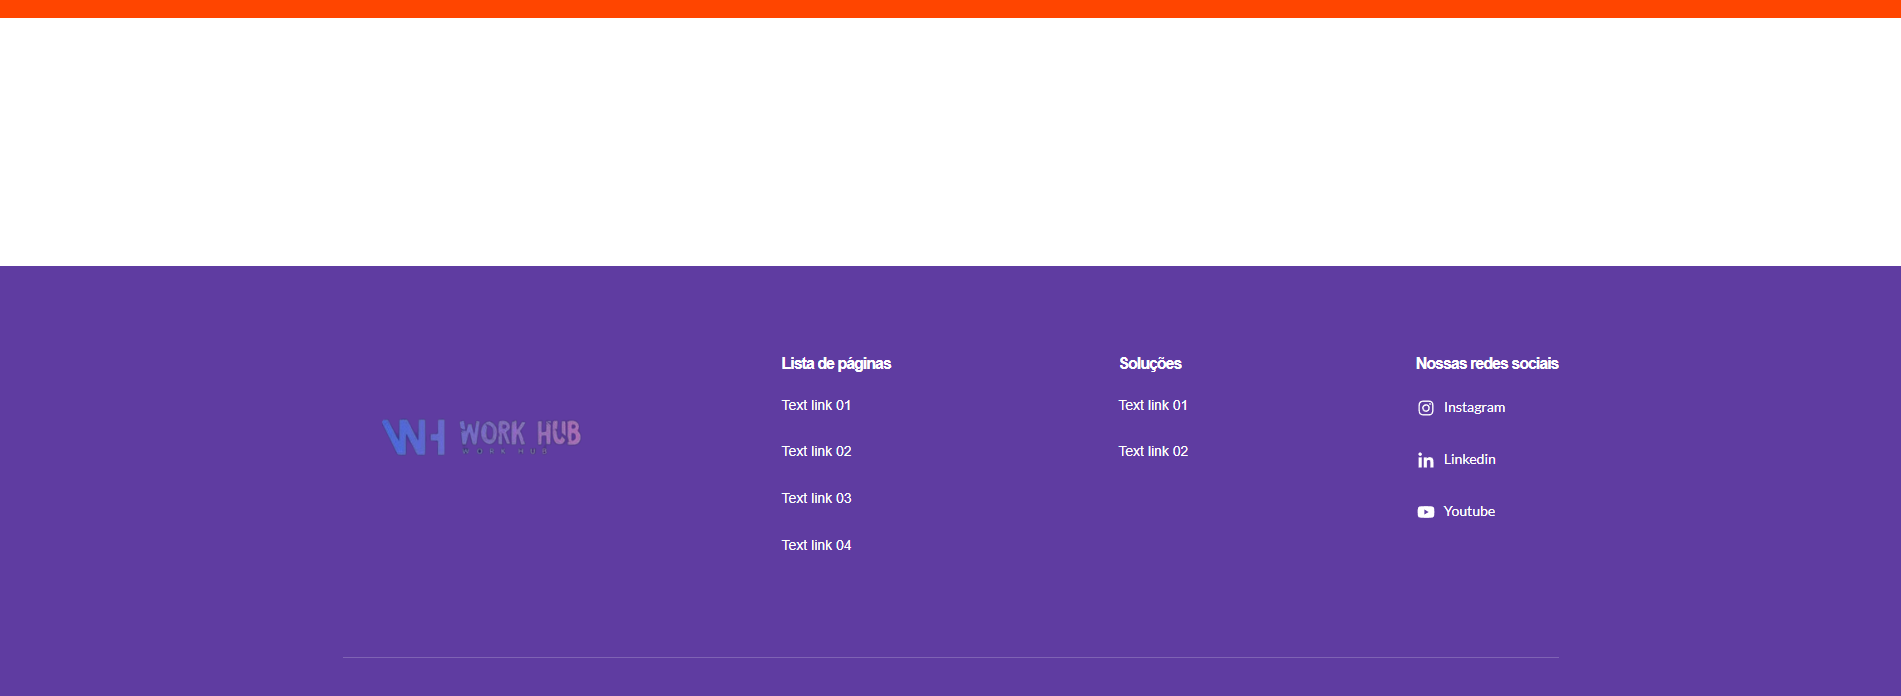 WH WORK HUB
WORK HUB
Lista de páginas
Text link 01
Text link 02
Text link 03
Text link 04
Soluções
Text link 01
Text link 02
Nossas redes sociais
Instagram
Linkedin
Youtube